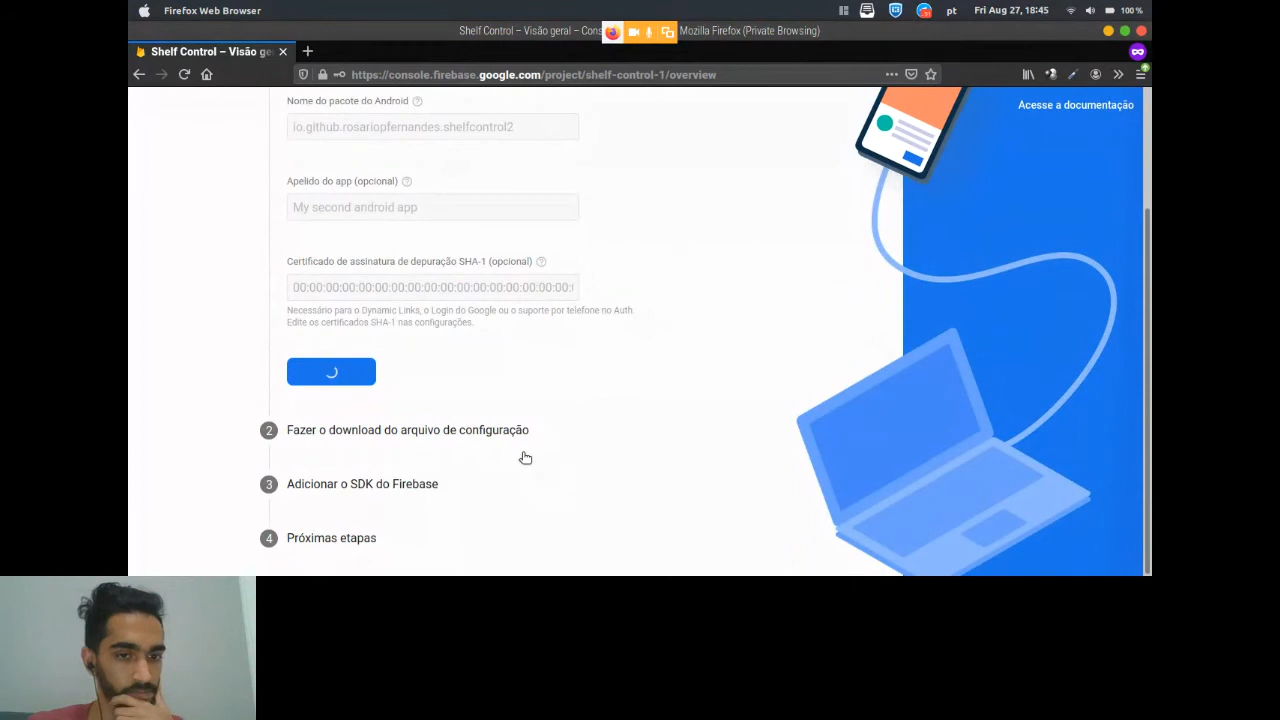 Firefox Web Browser
pt
Fri Aug 27, 18:45
100 %
Shelf Control – Visão geral – Cons
Mozilla Firefox (Private Browsing)
Shelf Control – Visão ge
https://console.firebase.google.com/project/shelf-control-1/overview
Acesse a documentação
Nome do pacote do Android
io.github.rosariopfernandes.shelfcontrol2
Apelido do app (opcional)
My second android app
Certificado de assinatura de depuração SHA-1 (opcional)
00:00:00:00:00:00:00:00:00:00:00:00:00:00:00:00:00:
Necessário para o Dynamic Links, o Login do Google ou o suporte por telefone no Auth.
Edite os certificados SHA-1 nas configurações.
2 Fazer o download do arquivo de configuração
3 Adicionar o SDK do Firebase
4 Próximas etapas